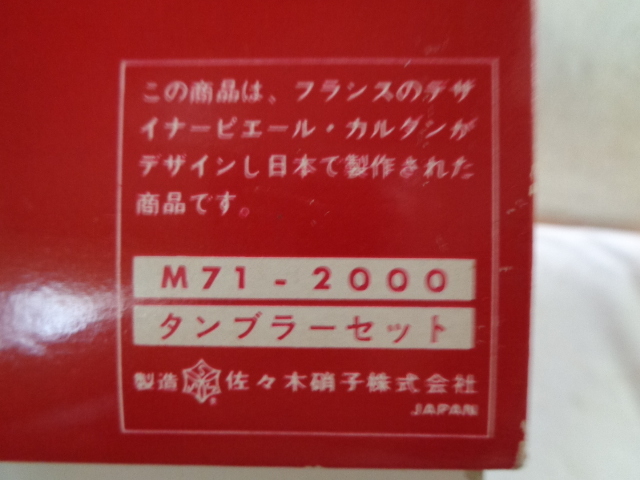 この商品は、フランスのデザ
イナーピエール・カルダンが
デザインし日本で製作された
商品です。
M71-2000
タンブラーセット
製造 佐々木硝子株式会社
JAPAN